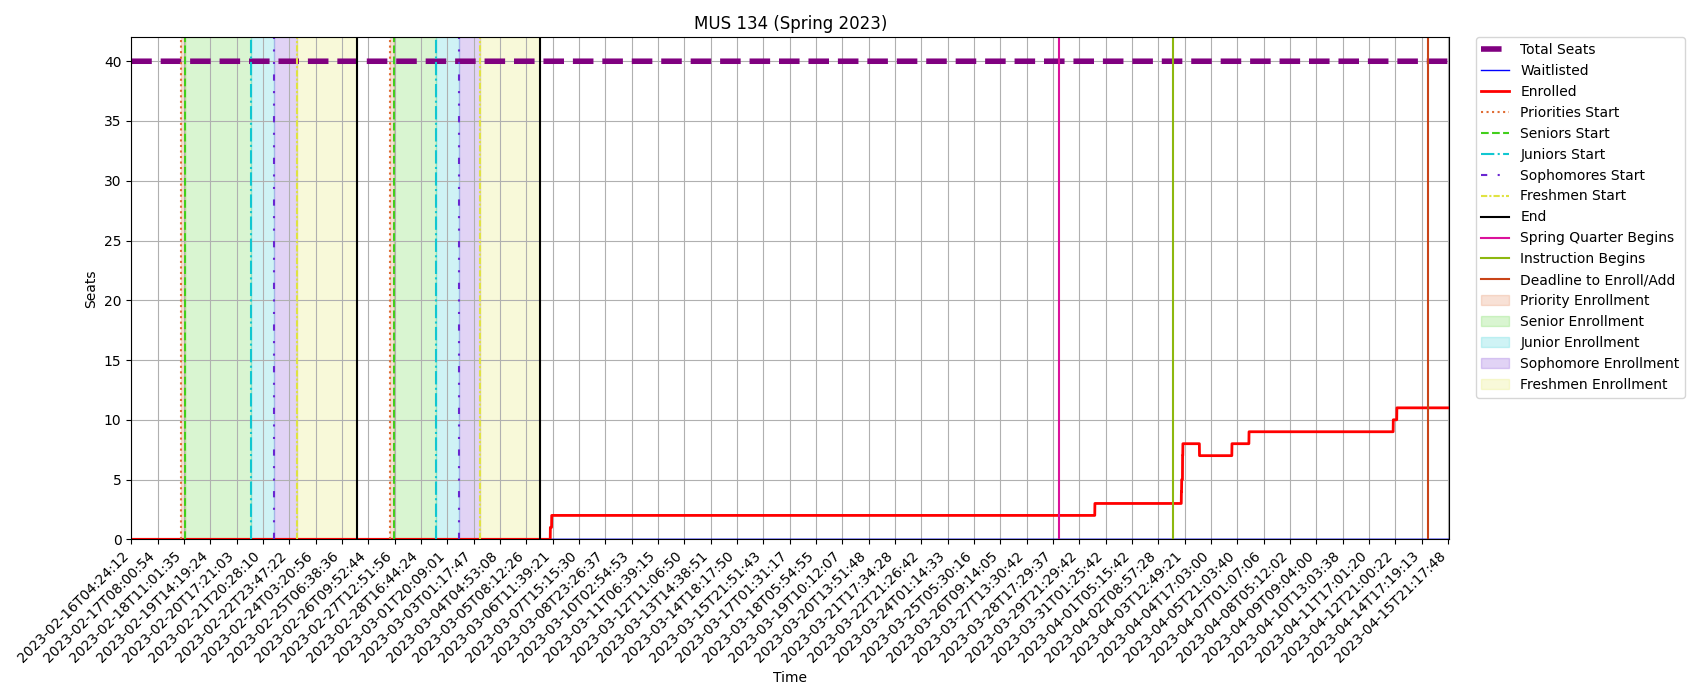 MUS 134 (Spring 2023)
Seats
40
35
30
25
20
15
10
5
0
2023-02-16T04:24:12
2023-02-17T08:00:54
2023-02-18T11:01:35
2023-02-19T14:19:24
2023-02-20T17:21:03
2023-02-21T20:28:10
2023-02-22T23:47:22
2023-02-24T03:20:56
2023-02-25T06:38:36
2023-02-26T09:52:44
2023-02-27T12:51:56
2023-02-28T16:44:24
2023-03-01T20:09:01
2023-03-03T01:17:47
2023-03-04T04:53:09
2023-03-05T08:12:26
2023-03-06T11:39:21
2023-03-07T15:15:30
2023-03-08T23:26:37
2023-03-10T02:54:53
2023-03-11T06:39:15
2023-03-12T11:06:50
2023-03-13T14:38:51
2023-03-14T18:17:50
2023-03-15T21:51:43
2023-03-17T01:31:17
2023-03-18T05:54:55
2023-03-19T10:12:07
2023-03-20T13:51:48
2023-03-21T17:34:28
2023-03-22T21:26:42
2023-03-24T01:14:33
2023-03-25T05:30:16
2023-03-26T09:14:05
2023-03-27T13:30:42
2023-03-28T17:29:37
2023-03-29T21:29:42
2023-03-31T01:25:42
2023-04-01T05:15:42
2023-04-02T08:57:28
2023-04-03T12:49:21
2023-04-04T17:03:00
2023-04-05T21:03:40
2023-04-07T01:07:06
2023-04-08T05:12:02
2023-04-09T09:04:00
2023-04-10T13:03:38
2023-04-11T17:01:20
2023-04-12T21:00:22
2023-04-14T17:19:13
2023-04-15T21:17:48
Time
Total Seats
Waitlisted
Enrolled
Priorities Start
Seniors Start
Juniors Start
Sophomores Start
Freshmen Start
End
Spring Quarter Begins
Instruction Begins
Deadline to Enroll/Add
Priority Enrollment
Senior Enrollment
Junior Enrollment
Sophomore Enrollment
Freshmen Enrollment